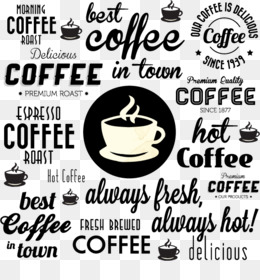 MORNING
COFFEE
ROAST
best
coffee
in town
OUR COFFEE IS DELICIOUS
Coffee
SINCE 1939
Delicious
COFFEE
• PREMIUM ROAST •
Premium Quality
COFFEE
SINCE 1877
ESPRESSO
COFFEE
ROAST
hot
Coffee
Hot Coffee
Premium
COFFEE
• OUR PRODUCTS •
best
Coffee
in town
always fresh,
always hot!
FRESH BREWED
COFFEE
delicious